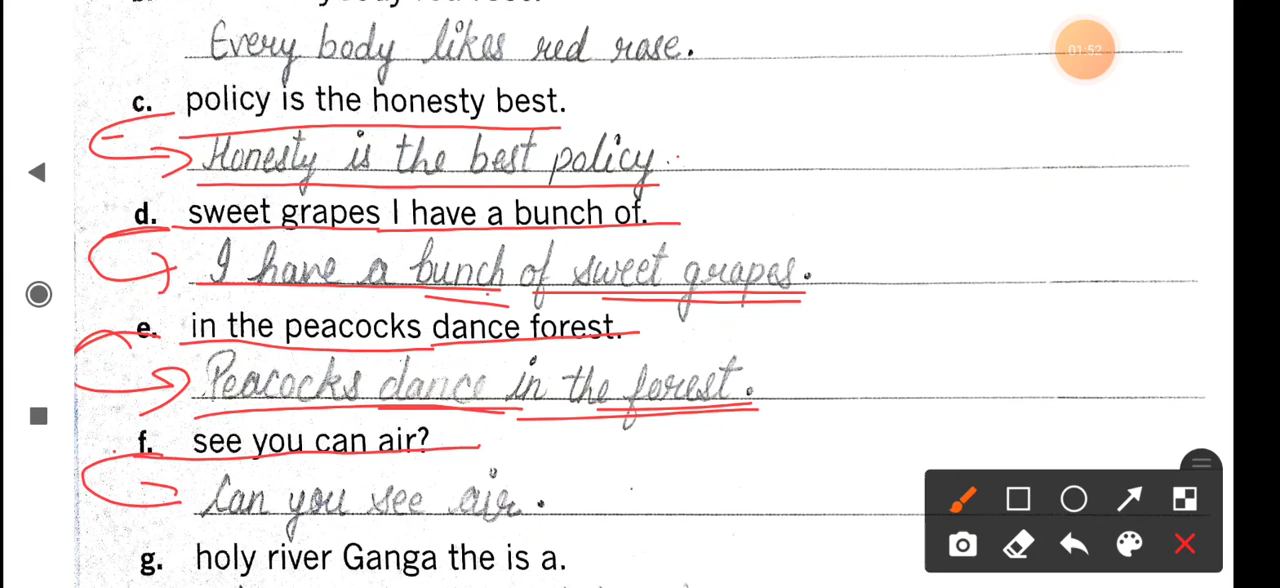 Every body likes red rose.
01:52
c. policy is the honesty best.
Honesty is the best policy.
d. sweet grapes I have a bunch of.
I have a bunch of sweet grapes.
e. in the peacocks dance forest.
Peacocks dance in the forest.
f. see you can air?
Can you see air.
g. holy river Ganga the is a.